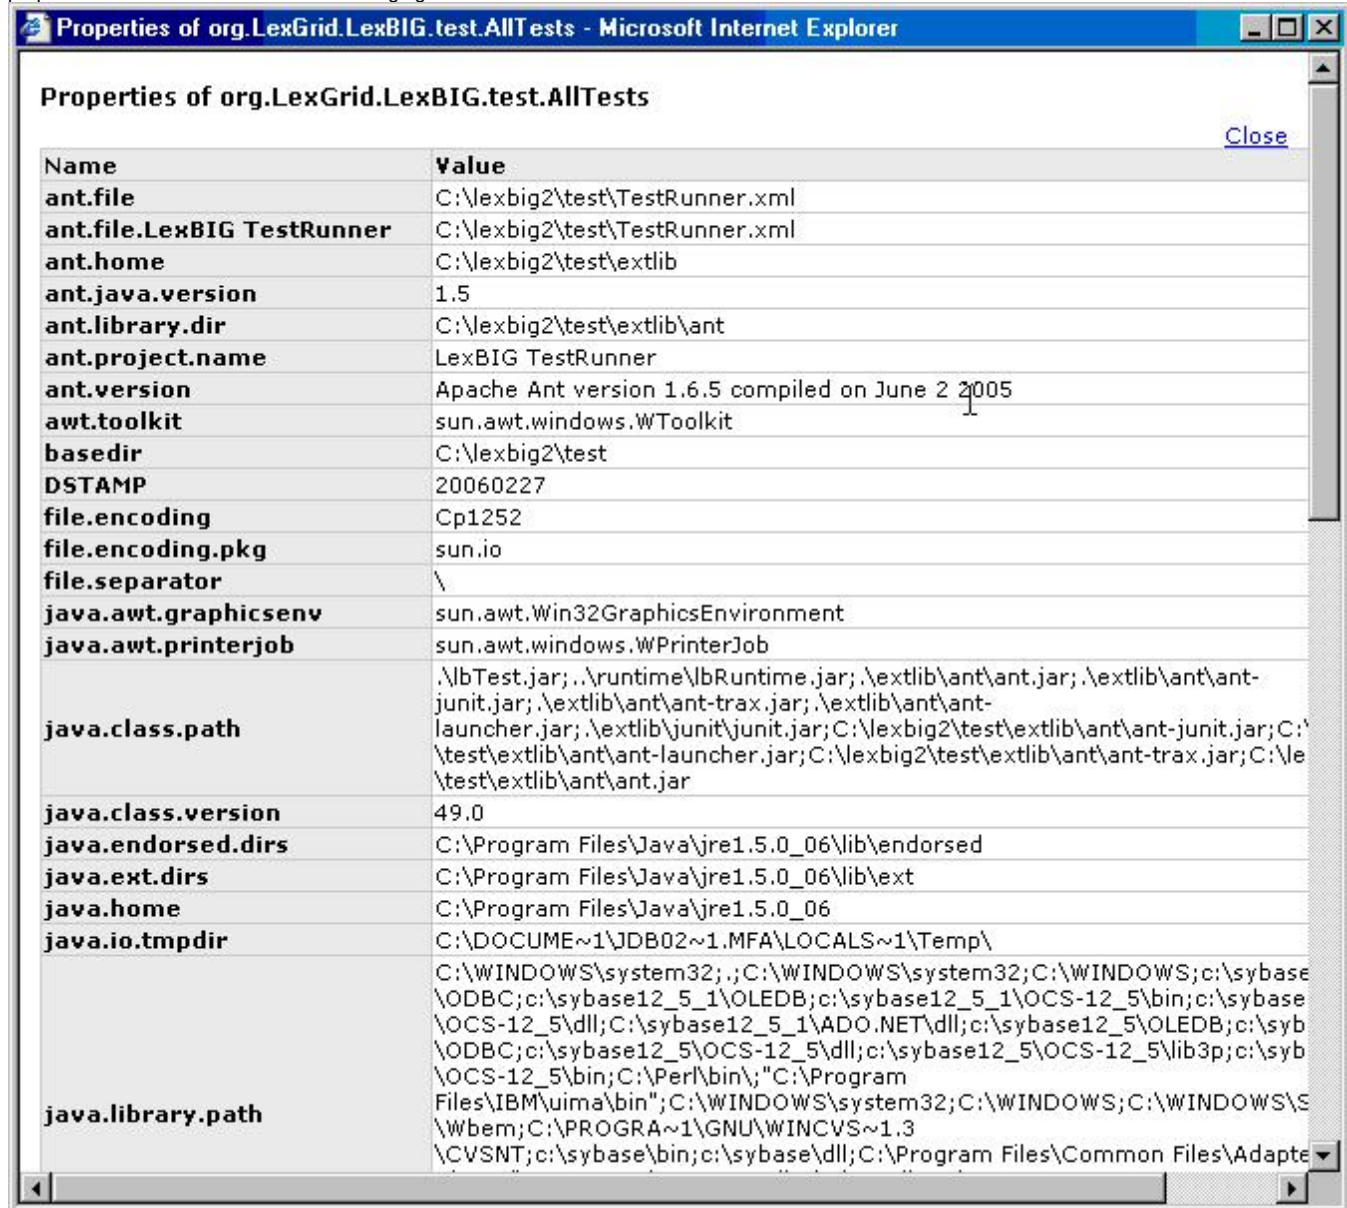 Properties of org.LexGrid.LexBIG.test.AllTests - Microsoft Internet Explorer
Properties of org.LexGrid.LexBIG.test.AllTests
Close
Name Value
ant.file C:\lexbig2\test\TestRunner.xml
ant.file.LexBIG TestRunner C:\lexbig2\test\TestRunner.xml
ant.home C:\lexbig2\test\extlib
ant.java.version 1.5
ant.library.dir C:\lexbig2\test\extlib\ant
ant.project.name LexBIG TestRunner
ant.version Apache Ant version 1.6.5 compiled on June 2 2005
awt.toolkit sun.awt.windows.WToolkit
basedir C:\lexbig2\test
DSTAMP 20060227
file.encoding Cp1252
file.encoding.pkg sun.io
file.separator \
java.awt.graphicsenv sun.awt.Win32GraphicsEnvironment
java.awt.printerjob sun.awt.windows.WPrinterJob
.\lbTest.jar;..\runtime\lbRuntime.jar;.\extlib\ant\ant.jar;.\extlib\ant\ant-
junit.jar;.\extlib\ant\ant-trax.jar;.\extlib\ant\ant-
java.class.path launcher.jar;.\extlib\junit\junit.jar;C:\lexbig2\test\extlib\ant\ant-junit.jar;C:\
\test\extlib\ant\ant-launcher.jar;C:\lexbig2\test\extlib\ant\ant-trax.jar;C:\le
\test\extlib\ant\ant.jar
java.class.version 49.0
java.endorsed.dirs C:\Program Files\Java\jre1.5.0_06\lib\endorsed
java.ext.dirs C:\Program Files\Java\jre1.5.0_06\lib\ext
java.home C:\Program Files\Java\jre1.5.0_06
java.io.tmpdir C:\DOCUME~1\JDB02~1.MFA\LOCALS~1\Temp\
C:\WINDOWS\system32;.;C:\WINDOWS\system32;C:\WINDOWS;c:\sybase
\ODBC;c:\sybase12_5_1\OLEDB;c:\sybase12_5_1\OCS-12_5\bin;c:\sybase
\OCS-12_5\dll;C:\sybase12_5_1\ADO.NET\dll;c:\sybase12_5\OLEDB;c:\syb
\ODBC;c:\sybase12_5\OCS-12_5\dll;c:\sybase12_5\OCS-12_5\lib3p;c:\syb
\OCS-12_5\bin;C:\Perl\bin\;"C:\Program
java.library.path Files\IBM\uima\bin";C:\WINDOWS\system32;C:\WINDOWS;C:\WINDOWS\S
\Wbem;C:\PROGRA~1\GNU\WINCVS~1.3
\CVSNT;c:\sybase\bin;c:\sybase\dll;C:\Program Files\Common Files\Adapte